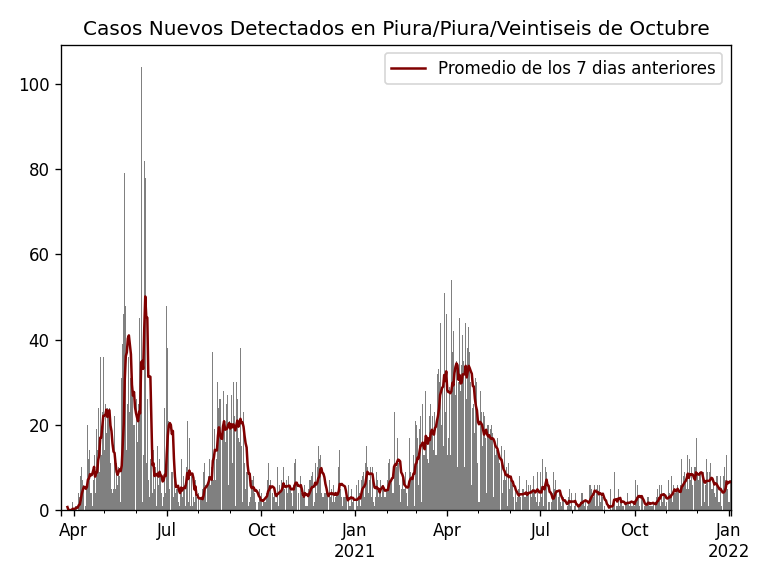 Casos Nuevos Detectados en Piura/Piura/Veintiseis de Octubre
Promedio de los 7 dias anteriores
100
80
60
40
20
0
Apr Jul Oct Jan Apr Jul Oct Jan
2021 2022